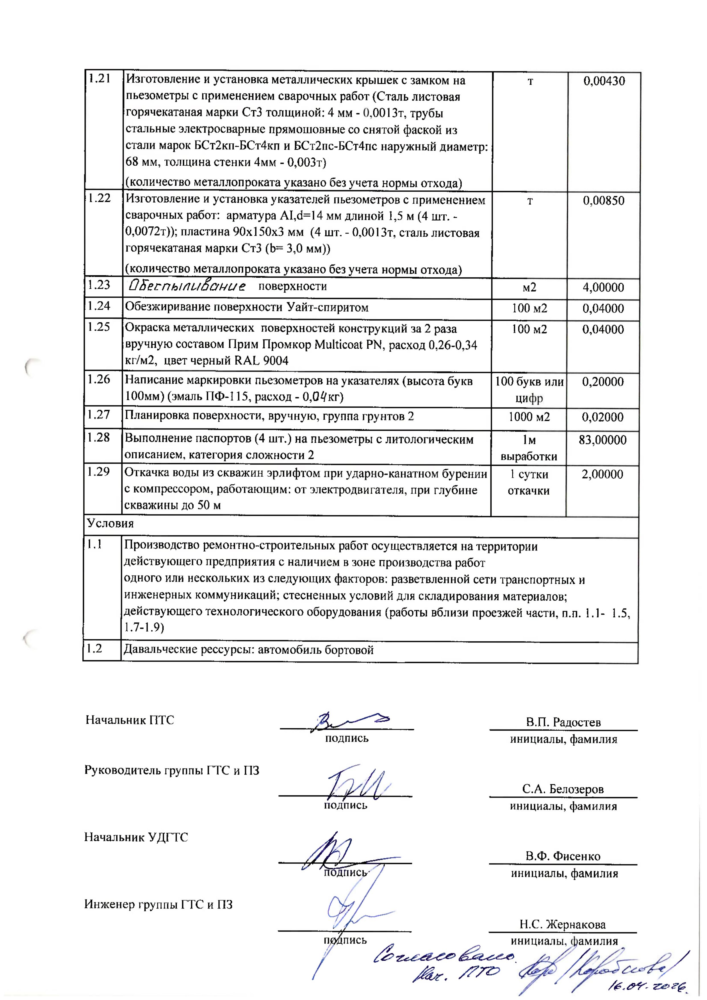 1.21 Изготовление и установка металлических крышек с замком на т 0,00430
пьезометры с применением сварочных работ (Сталь листовая
горячекатаная марки Ст3 толщиной: 4 мм - 0,0013т, трубы
стальные электросварные прямошовные со снятой фаской из
стали марок БСт2кп-БСт4кп и БСт2пс-БСт4пс наружный диаметр:
68 мм, толщина стенки 4мм - 0,003т)
(количество металлопроката указано без учета нормы отхода)
1.22 Изготовление и установка указателей пьезометров с применением т 0,00850
сварочных работ: арматура AI,d=14 мм длиной 1,5 м (4 шт. -
0,0072т)); пластина 90x150x3 мм (4 шт. - 0,0013т, сталь листовая
горячекатаная марки Ст3 (b= 3,0 мм))
(количество металлопроката указано без учета нормы отхода)
1.23 Обеспыливание поверхности м2 4,00000
1.24 Обезжиривание поверхности Уайт-спиритом 100 м2 0,04000
1.25 Окраска металлических поверхностей конструкций за 2 раза 100 м2 0,04000
вручную составом Прим Промкор Multicoat PN, расход 0,26-0,34
кг/м2, цвет черный RAL 9004
1.26 Написание маркировки пьезометров на указателях (высота букв 100 букв или 0,20000
100мм) (эмаль ПФ-115, расход - 0,04кг) цифр
1.27 Планировка поверхности, вручную, группа грунтов 2 1000 м2 0,02000
1.28 Выполнение паспортов (4 шт.) на пьезометры с литологическим 1м 83,00000
описанием, категория сложности 2 выработки
1.29 Откачка воды из скважин эрлифтом при ударно-канатном бурении 1 сутки 2,00000
с компрессором, работающим: от электродвигателя, при глубине откачки
скважины до 50 м
Условия
1.1 Производство ремонтно-строительных работ осуществляется на территории
действующего предприятия с наличием в зоне производства работ
одного или нескольких из следующих факторов: разветвленной сети транспортных и
инженерных коммуникаций; стесненных условий для складирования материалов;
действующего технологического оборудования (работы вблизи проезжей части, п.п. 1.1- 1.5,
1.7-1.9)
1.2 Давальческие рессурсы: автомобиль бортовой
Начальник ПТС В.П. Радостев
подпись инициалы, фамилия
Руководитель группы ГТС и ПЗ
С.А. Белозеров
подпись инициалы, фамилия
Начальник УДГТС
В.Ф. Фисенко
подпись инициалы, фамилия
Инженер группы ГТС и ПЗ
Н.С. Жернакова
подпись инициалы, фамилия
Согласовано.
Нач. ПТО
16.04.2026.